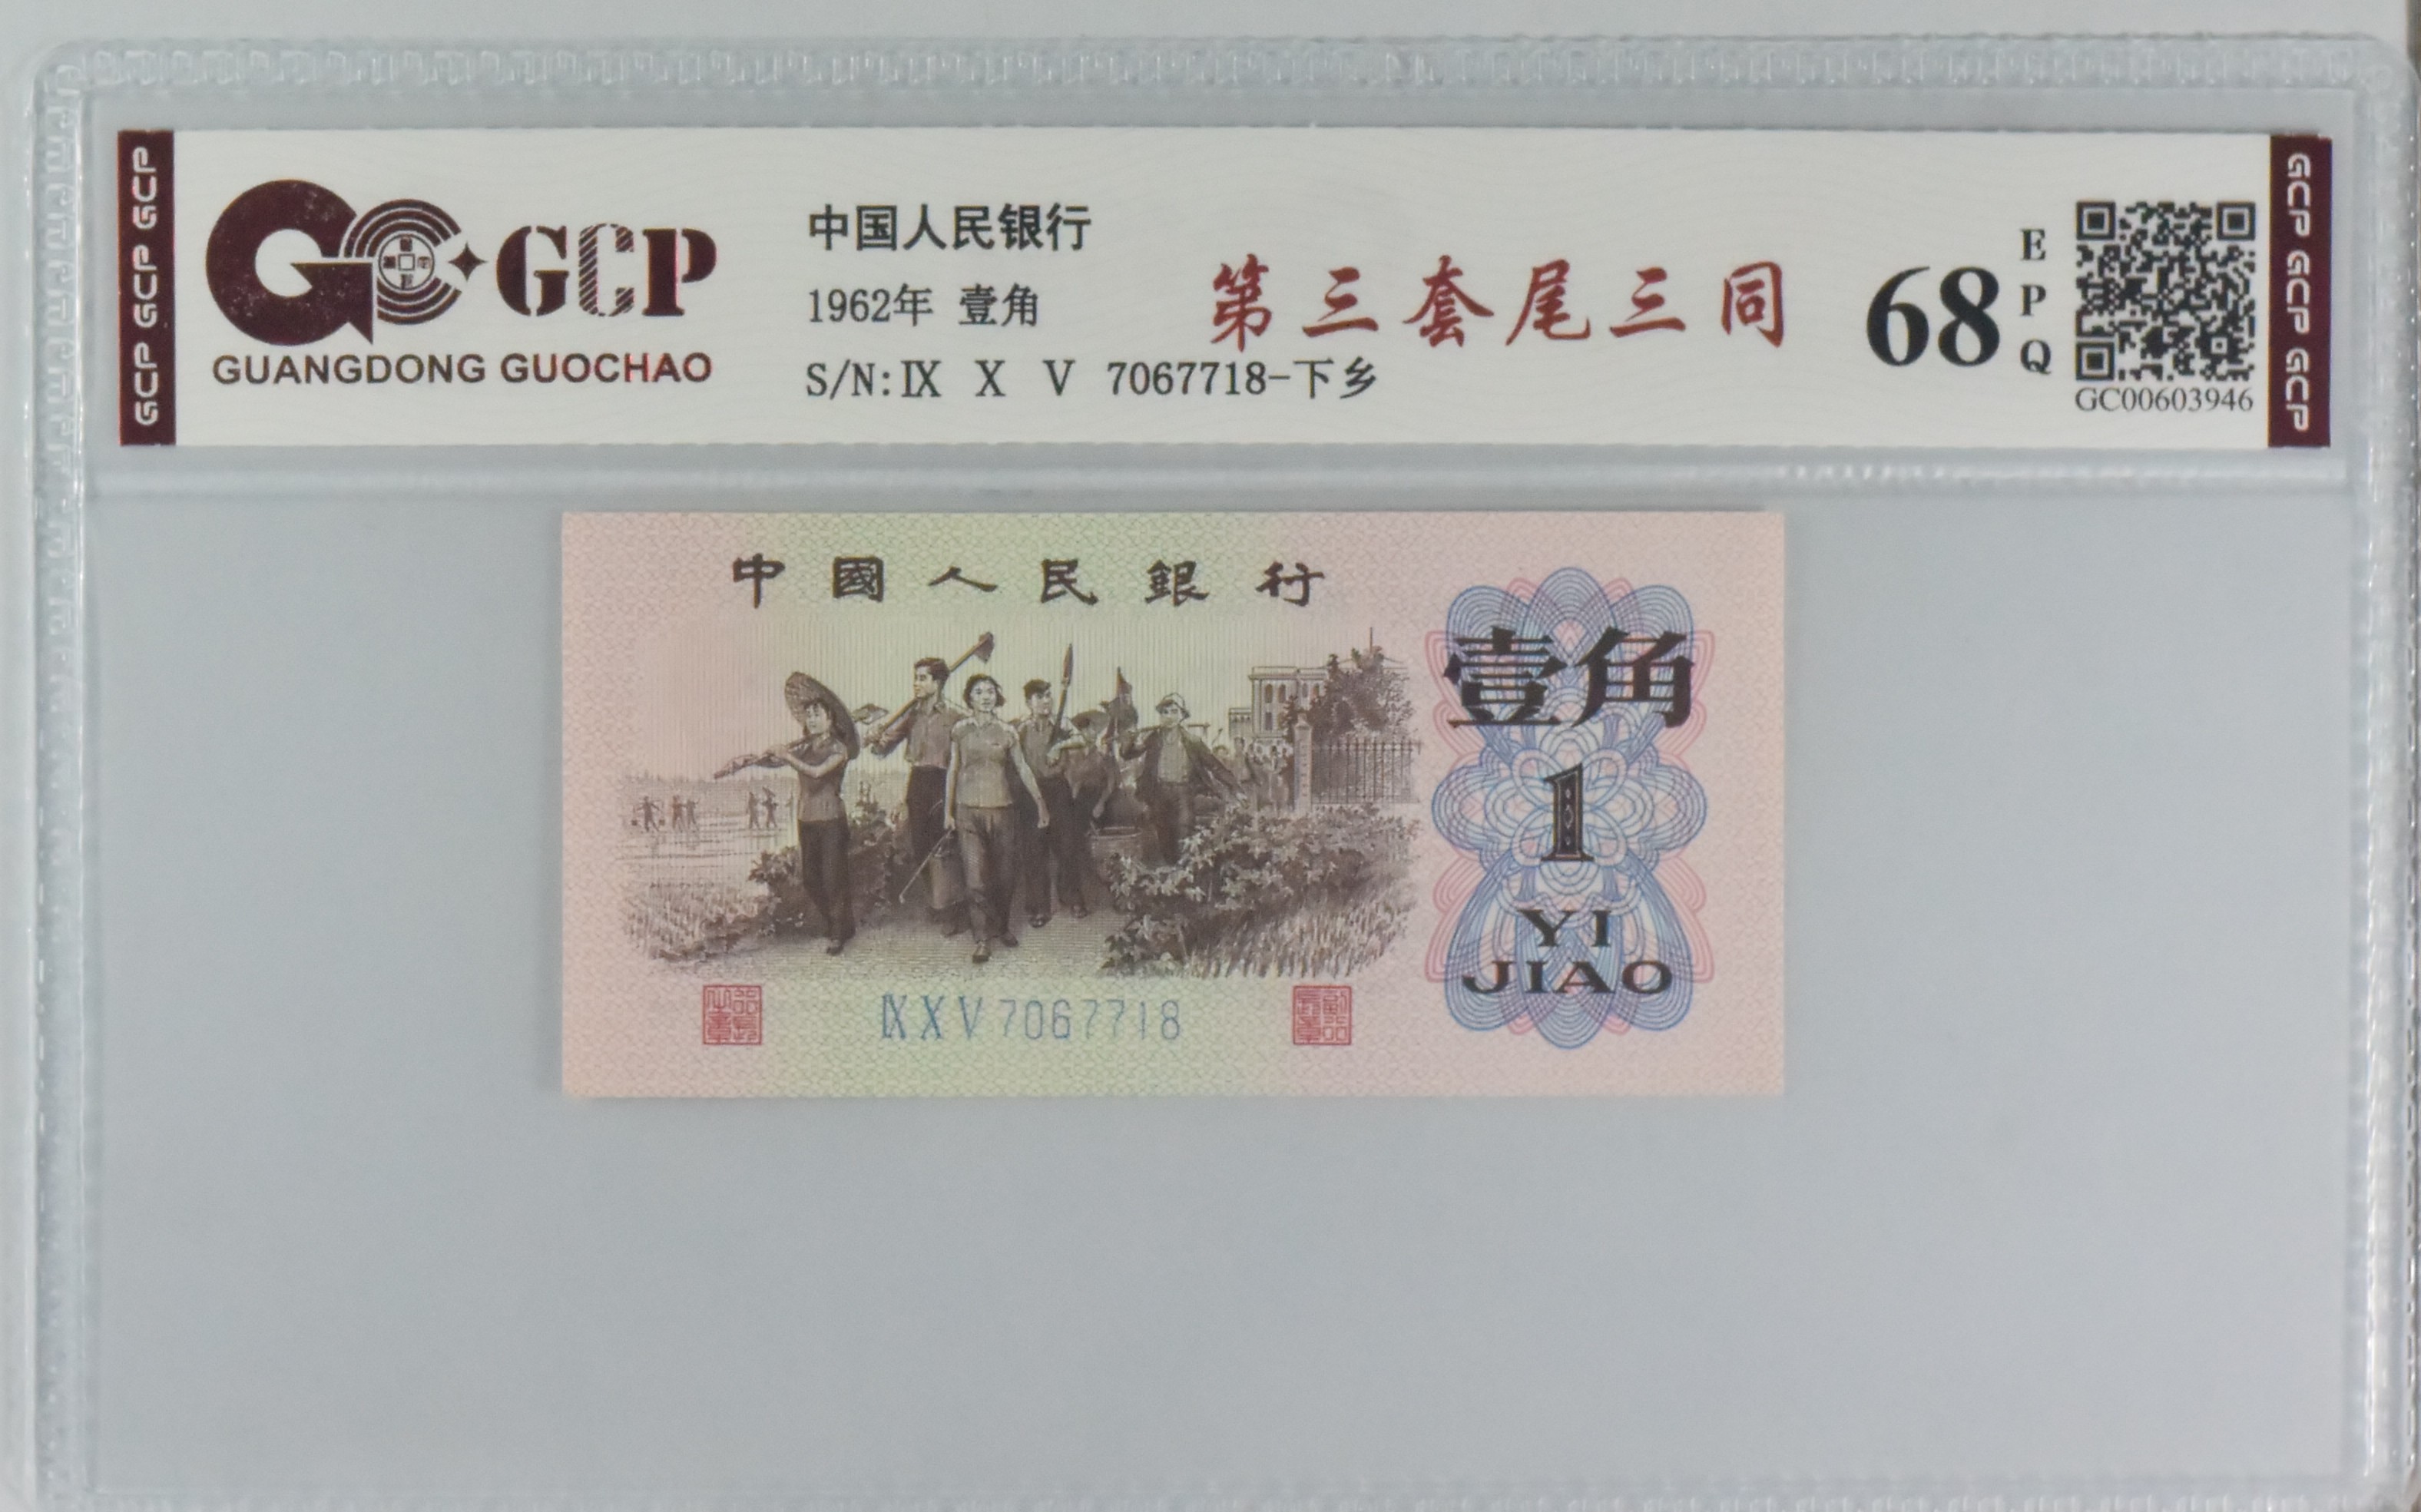 GCP GCP GCP
GCP
GUANGDONG GUOCHAO
中国人民银行
1962年 壹角
S/N:Ⅸ X V 7067718-下乡
第三套尾三同
68
EPQ
GC00603946
GCP GCP GCP
中國人民銀行
壹角
1
YI
JIAO
ⅨXV7067718